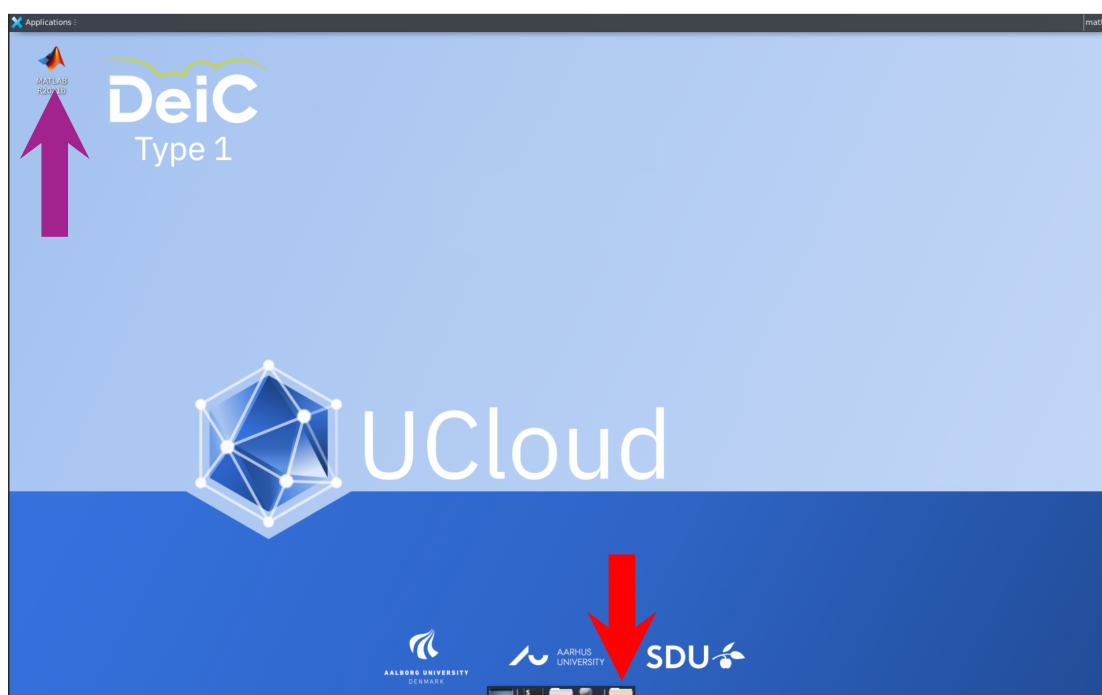 Applications :
MATLAB
DeiC
Type 1
UCloud
AALBORG UNIVERSITY
DENMARK
AARHUS
UNIVERSITY
SDU
$